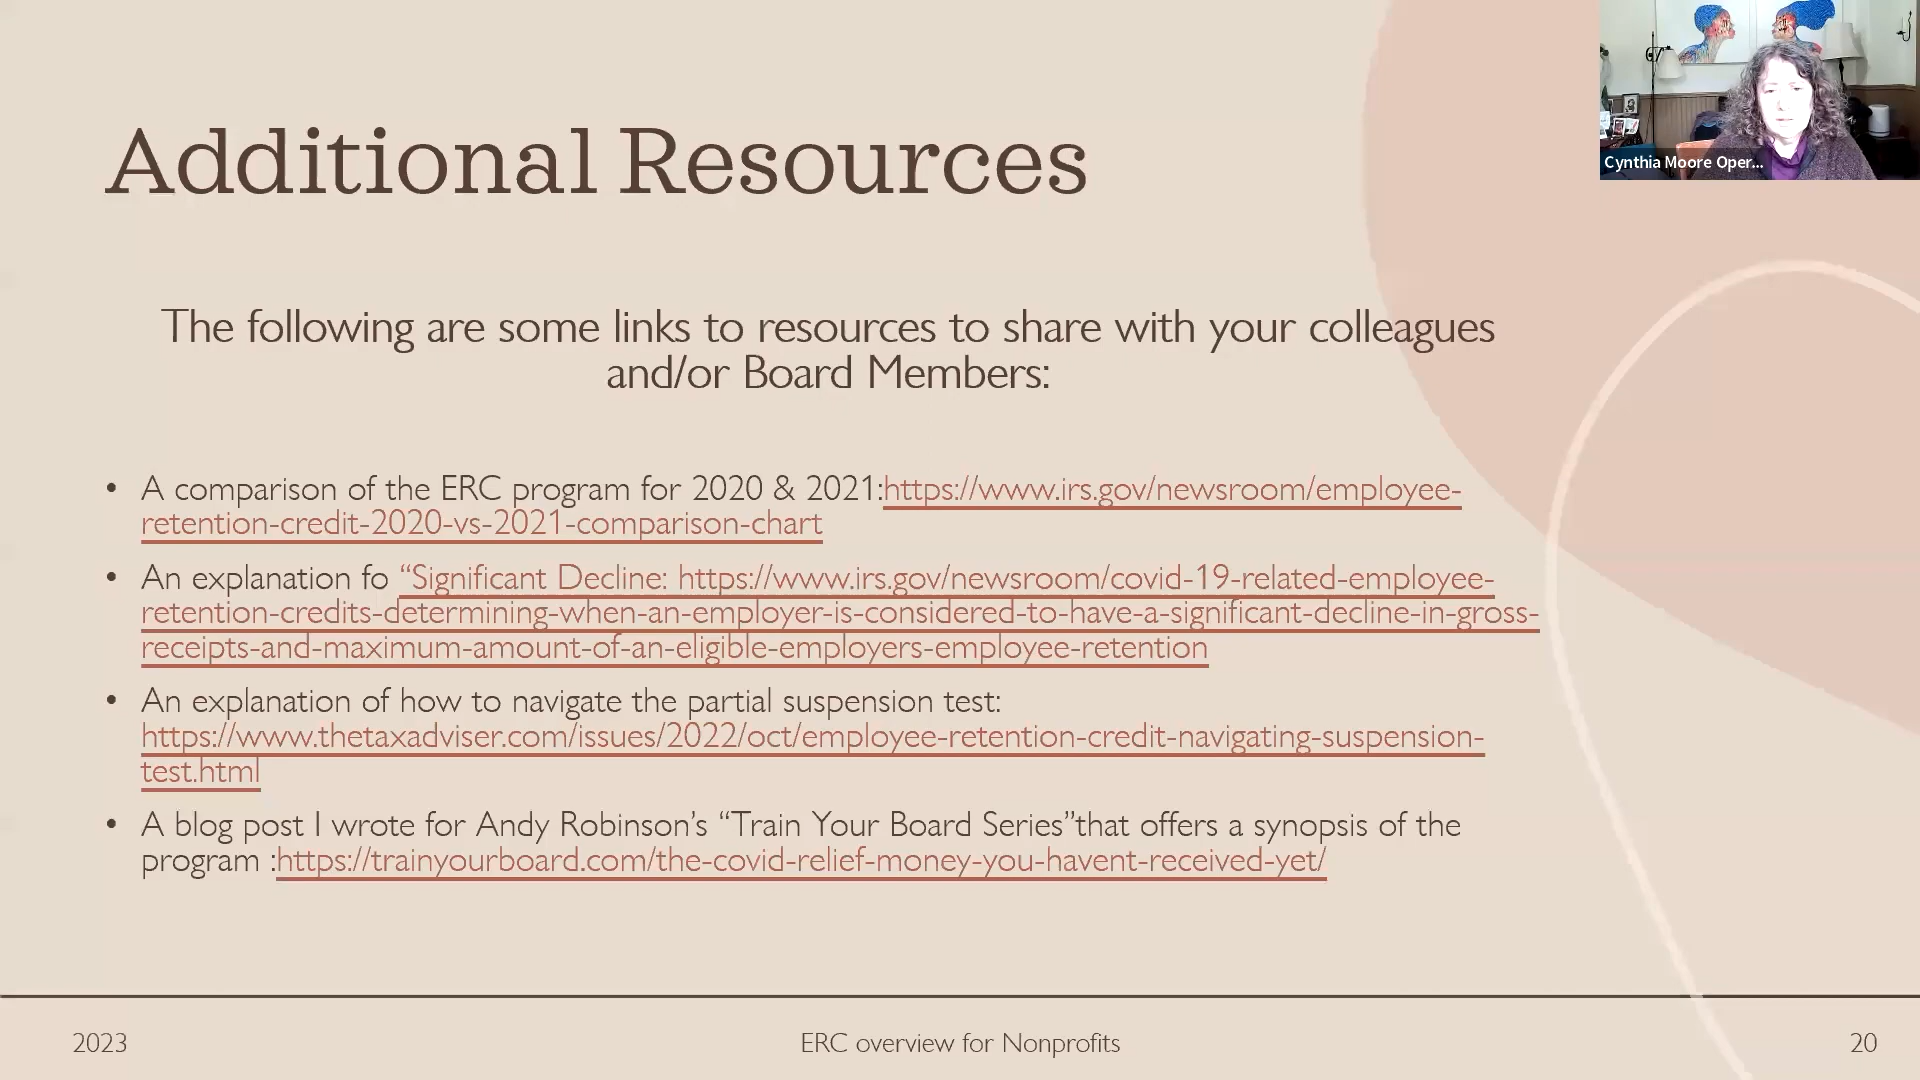 Cynthia Moore Oper...
Additional Resources
The following are some links to resources to share with your colleagues
and/or Board Members:
• A comparison of the ERC program for 2020 & 2021:https://www.irs.gov/newsroom/employee-
retention-credit-2020-vs-2021-comparison-chart
• An explanation fo “Significant Decline: https://www.irs.gov/newsroom/covid-19-related-employee-
retention-credits-determining-when-an-employer-is-considered-to-have-a-significant-decline-in-gross-
receipts-and-maximum-amount-of-an-eligible-employers-employee-retention
• An explanation of how to navigate the partial suspension test:
https://www.thetaxadviser.com/issues/2022/oct/employee-retention-credit-navigating-suspension-
test.html
• A blog post I wrote for Andy Robinson’s “Train Your Board Series”that offers a synopsis of the
program :https://trainyourboard.com/the-covid-relief-money-you-havent-received-yet/
2023
ERC overview for Nonprofits
20